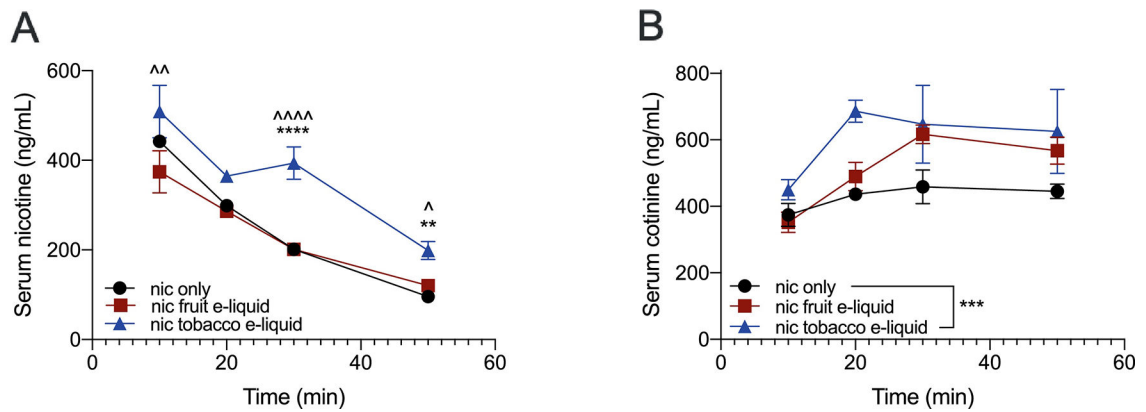 A
Serum nicotine (ng/mL)
600
400
200
0
^^
^^^^
****
^
**
nic only
nic fruit e-liquid
nic tobacco e-liquid
0 20 40 60
Time (min)
B
Serum cotinine (ng/mL)
800
600
400
200
0
nic only
nic fruit e-liquid
nic tobacco e-liquid
***
0 20 40 60
Time (min)